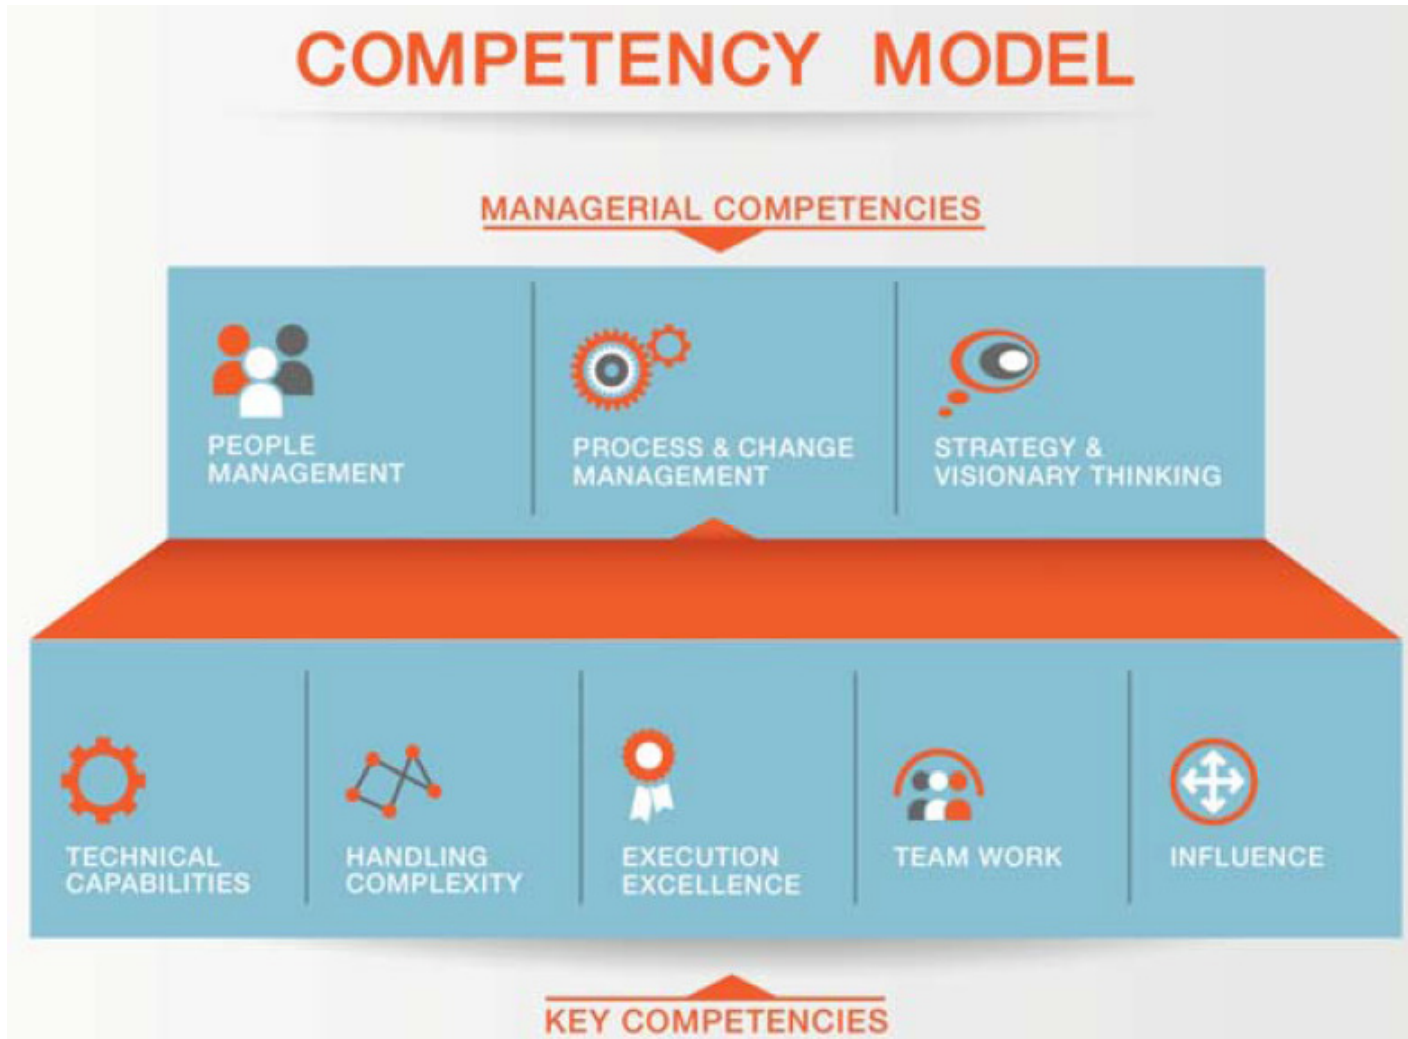 COMPETENCY MODEL
MANAGERIAL COMPETENCIES
PEOPLE
MANAGEMENT
PROCESS & CHANGE
MANAGEMENT
STRATEGY &
VISIONARY THINKING
TECHNICAL
CAPABILITIES
HANDLING
COMPLEXITY
EXECUTION
EXCELLENCE
TEAM WORK
INFLUENCE
KEY COMPETENCIES